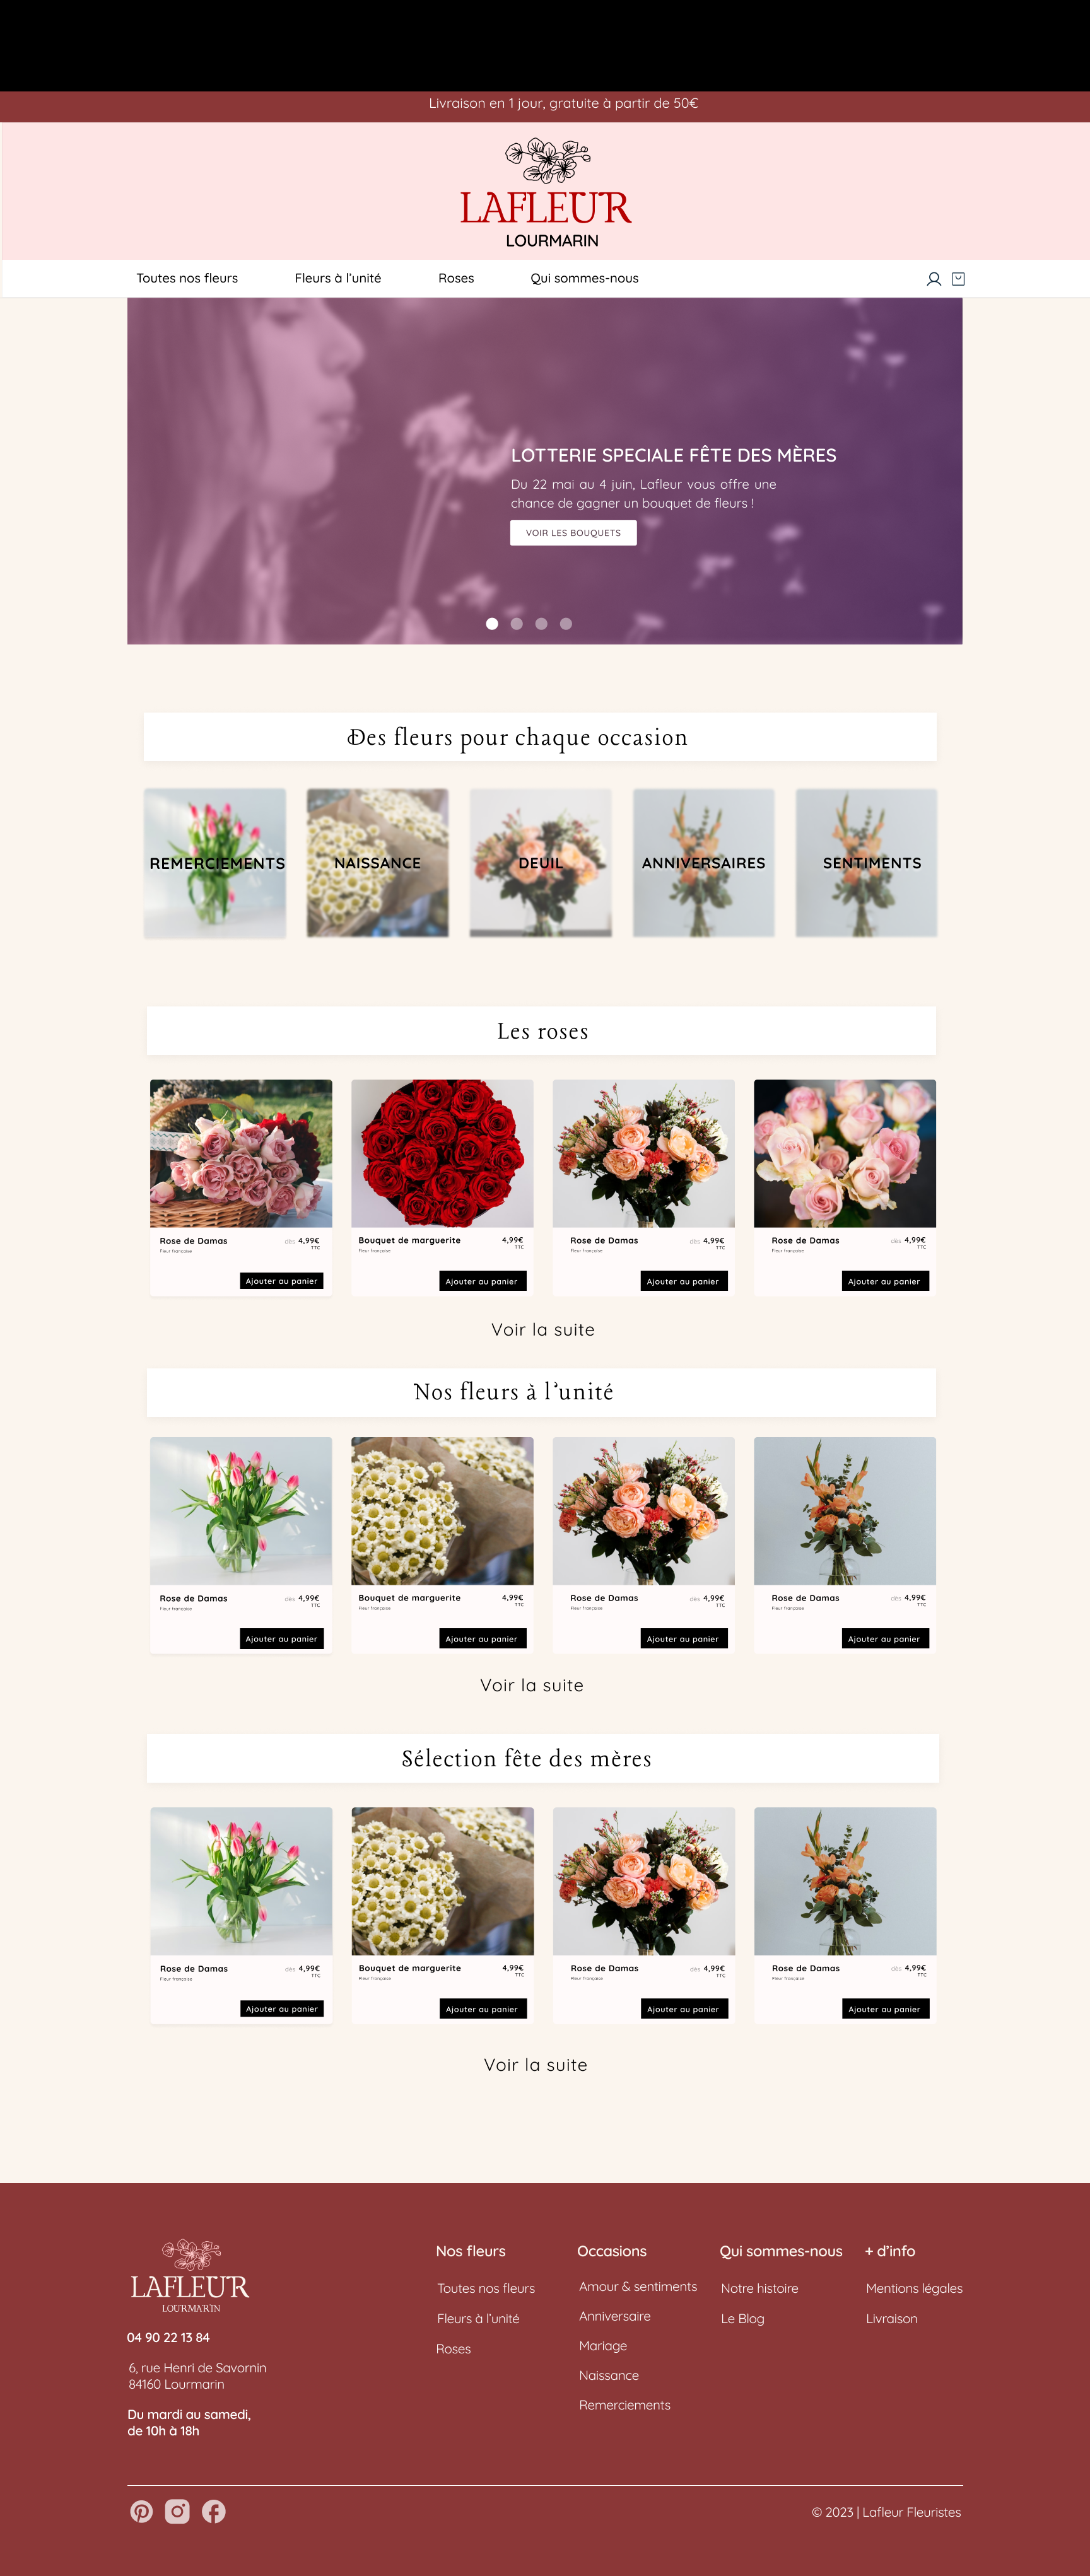 Livraison en 1 jour, gratuite à partir de 50€
LAFLEUR
LOURMARIN
Toutes nos fleurs Fleurs à l'unité Roses Qui sommes-nous
LOTTERIE SPECIALE FÊTE DES MÈRES
Du 22 mai au 4 juin, Lafleur vous offre une
chance de gagner un bouquet de fleurs !
VOIR LES BOUQUETS
Des fleurs pour chaque occasion
REMERCIEMENTS NAISSANCE DEUIL ANNIVERSAIRES SENTIMENTS
Les roses
Rose de Damas dès 4,99€ Bouquet de marguerite 4,99€ Rose de Damas dès 4,99€ Rose de Damas dès 4,99€
Fleur française TTC Fleur française TTC Fleur française TTC Fleur française TTC
Ajouter au panier Ajouter au panier Ajouter au panier Ajouter au panier
Voir la suite
Nos fleurs à l'unité
Rose de Damas dès 4,99€ Bouquet de marguerite 4,99€ Rose de Damas dès 4,99€ Rose de Damas dès 4,99€
Fleur française TTC Fleur française TTC Fleur française TTC Fleur française TTC
Ajouter au panier Ajouter au panier Ajouter au panier Ajouter au panier
Voir la suite
Sélection fête des mères
Rose de Damas dès 4,99€ Bouquet de marguerite 4,99€ Rose de Damas dès 4,99€ Rose de Damas dès 4,99€
Fleur française TTC Fleur française TTC Fleur française TTC Fleur française TTC
Ajouter au panier Ajouter au panier Ajouter au panier Ajouter au panier
Voir la suite
LAFLEUR
LOURMARIN
04 90 22 13 84
6, rue Henri de Savornin
84160 Lourmarin
Du mardi au samedi,
de 10h à 18h
Nos fleurs
Toutes nos fleurs
Fleurs à l'unité
Roses
Occasions
Amour & sentiments
Anniversaire
Mariage
Naissance
Remerciements
Qui sommes-nous
Notre histoire
Le Blog
+ d'info
Mentions légales
Livraison
© 2023 | Lafleur Fleuristes